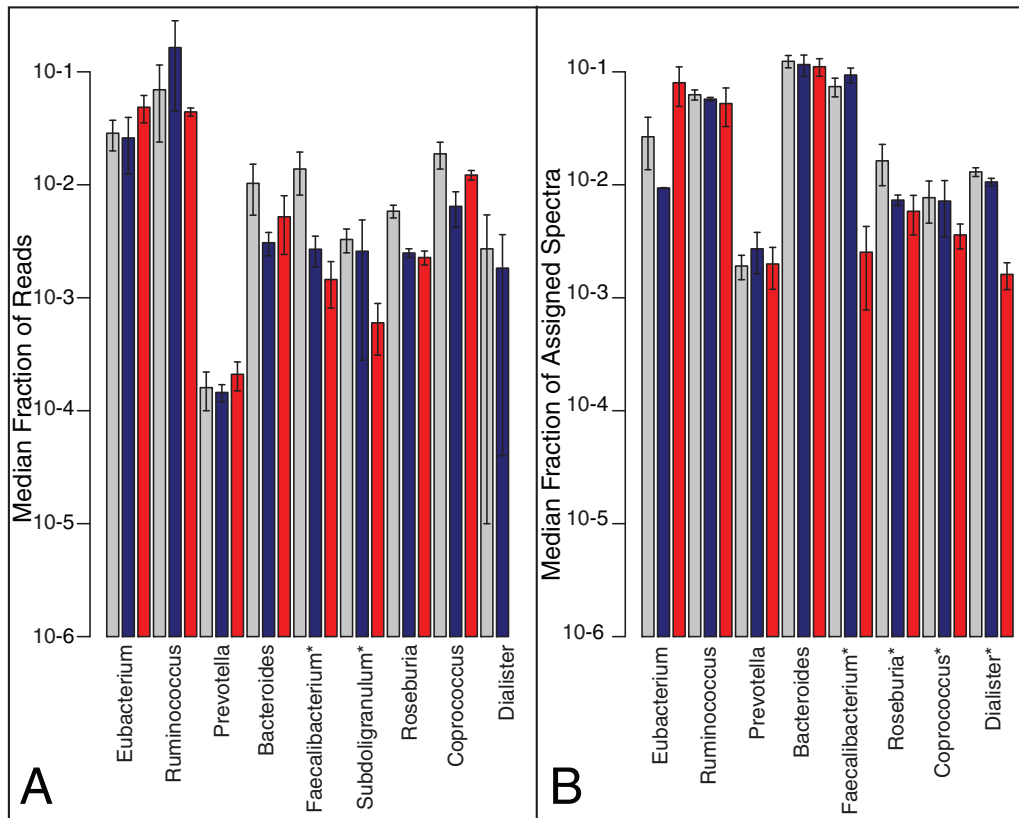 Median Fraction of Reads
10-1
10-2
10-3
10-4
10-5
10-6
Eubacterium
Ruminococcus
Prevotella
Bacteroides
Faecalibacterium*
Subdoligranulum*
Roseburia
Coprococcus
Dialister
A
Median Fraction of Assigned Spectra
10-1
10-2
10-3
10-4
10-5
10-6
Eubacterium
Ruminococcus
Prevotella
Bacteroides
Faecalibacterium*
Roseburia*
Coprococcus*
Dialister*
B